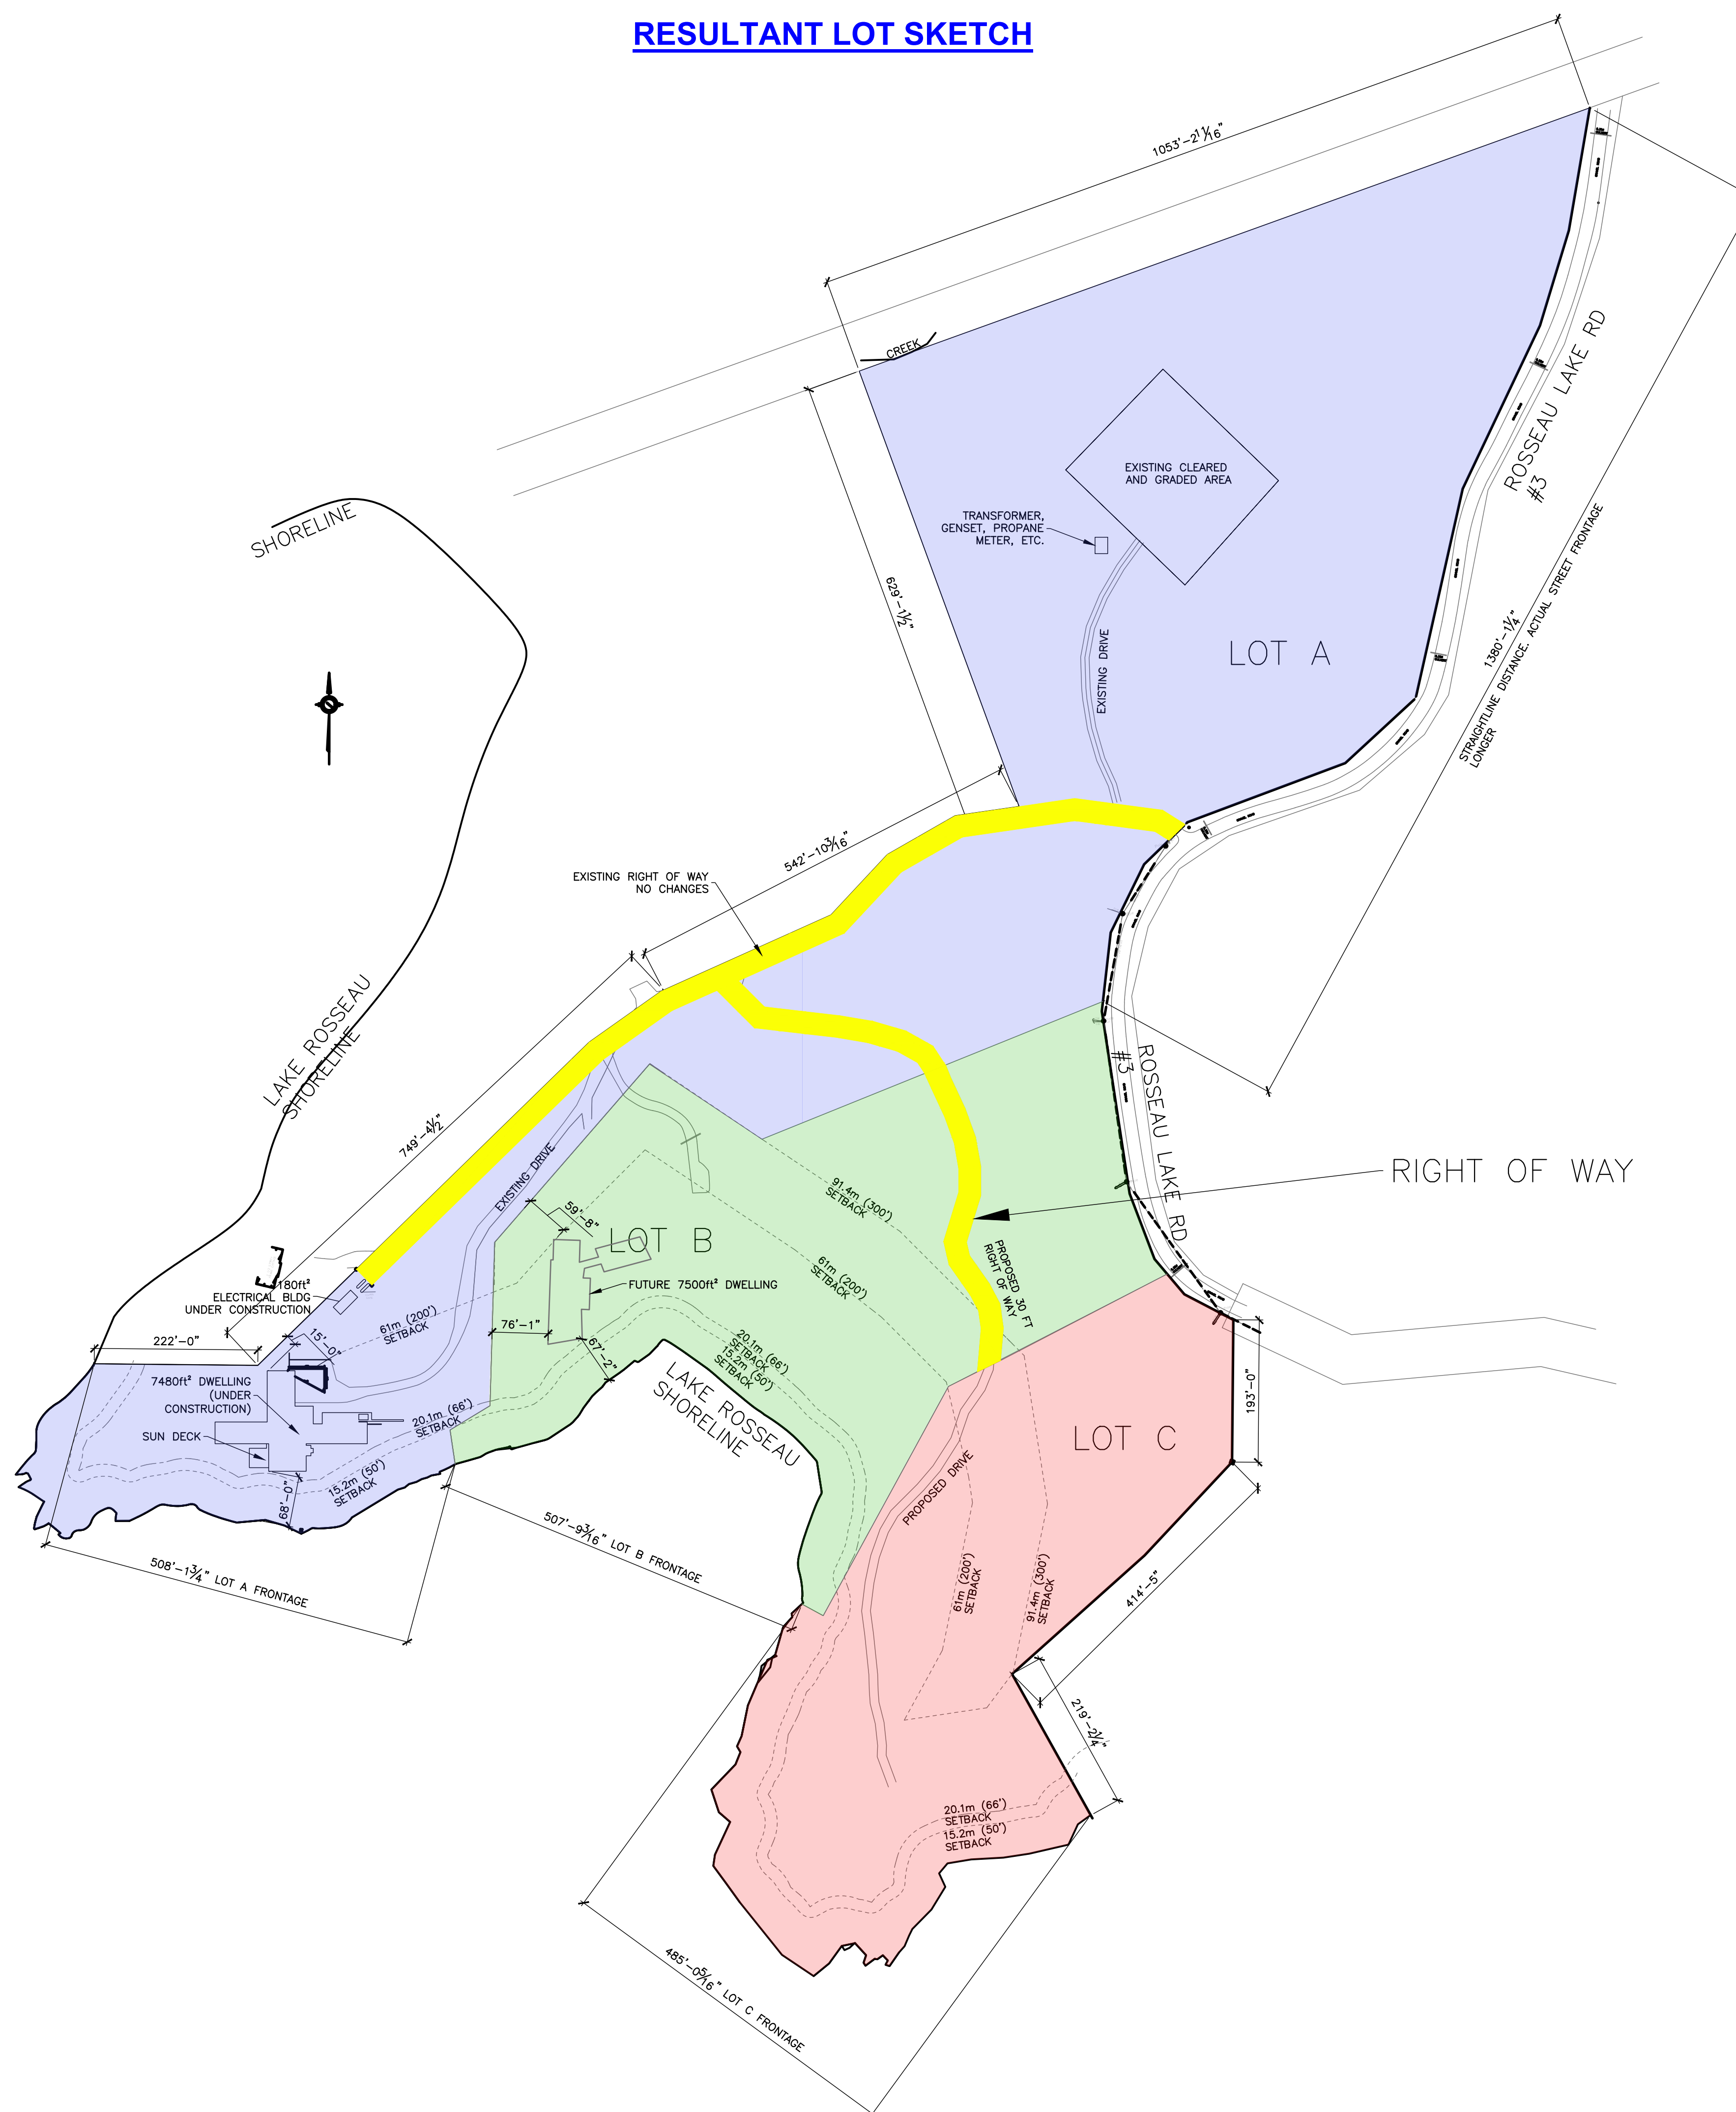 RESULTANT LOT SKETCH
1053'-2 11/16"
CREEK
ROSSEAU LAKE RD
#3
EXISTING CLEARED
AND GRADED AREA
TRANSFORMER,
GENSET, PROPANE
METER, ETC.
SHORELINE
629'-1 1/2"
EXISTING DRIVE
LOT A
1380'-1 1/4"
STRAIGHTLINE DISTANCE. ACTUAL STREET FRONTAGE
LONGER
542'-10 3/16"
EXISTING RIGHT OF WAY
NO CHANGES
LAKE ROSSEAU
SHORELINE
749'-4 1/2"
#3
ROSSEAU LAKE RD
EXISTING DRIVE
RIGHT OF WAY
91.4m (300')
SETBACK
59'-8"
LOT B
61m (200')
SETBACK
PROPOSED 30 FT
RIGHT OF WAY
FUTURE 7500ft² DWELLING
180ft²
ELECTRICAL BLDG
UNDER CONSTRUCTION
61m (200')
SETBACK
76'-1"
67'-2"
15'-0"
222'-0"
20.1m (66')
SETBACK
15.2m (50')
SETBACK
LAKE ROSSEAU
SHORELINE
7480ft² DWELLING
(UNDER
CONSTRUCTION)
SUN DECK
20.1m (66')
SETBACK
15.2m (50')
SETBACK
68'-0"
193'-0"
LOT C
PROPOSED DRIVE
508'-1 3/4" LOT A FRONTAGE
507'-9 3/16" LOT B FRONTAGE
61m (200')
SETBACK
91.4m (300')
SETBACK
414'-5"
219'-2 1/4"
20.1m (66')
SETBACK
15.2m (50')
SETBACK
485'-0 5/16" LOT C FRONTAGE